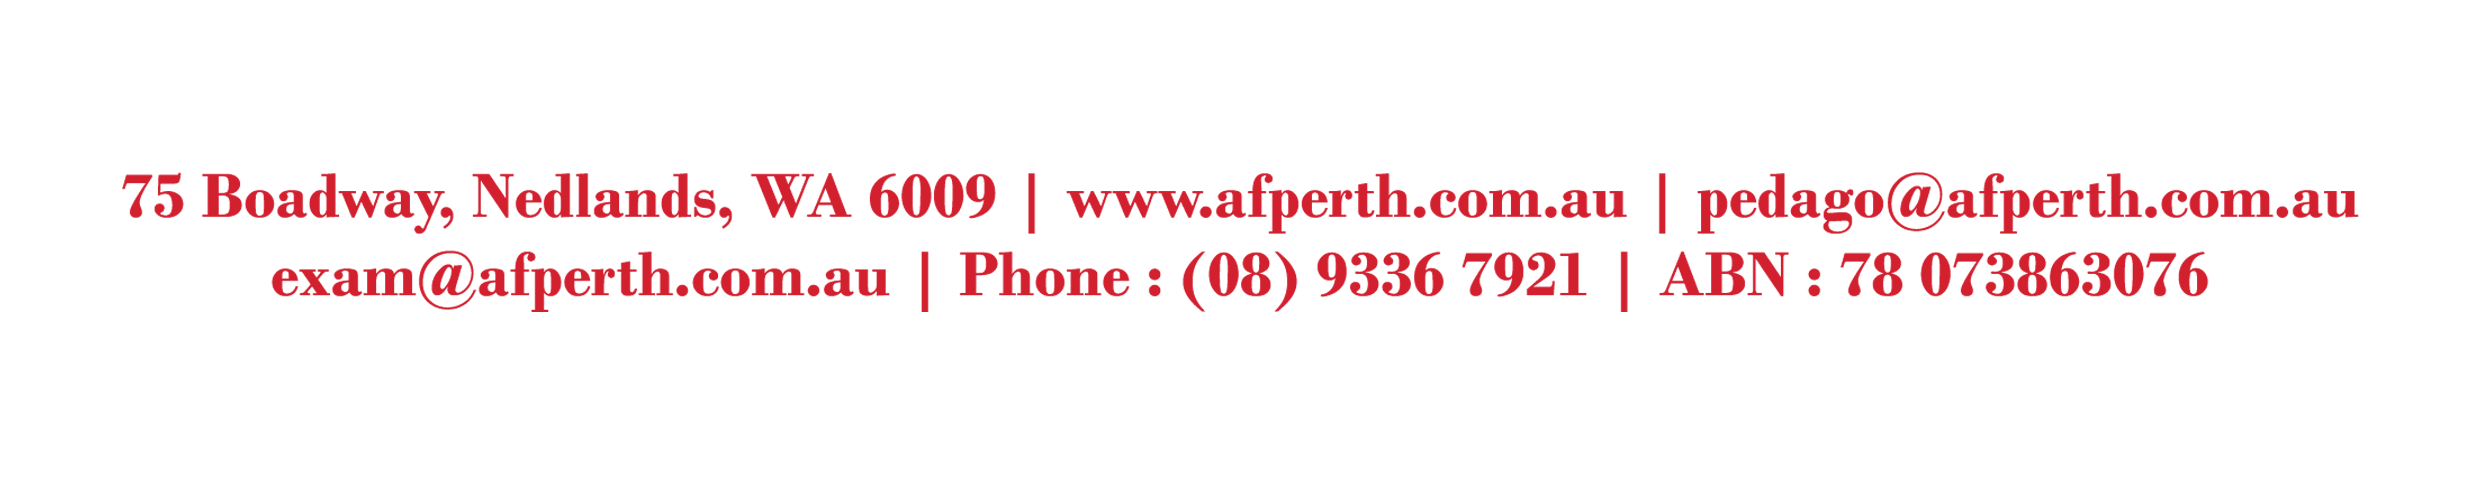 75 Boadway, Nedlands, WA 6009 | www.afperth.com.au | pedago@afperth.com.au
exam@afperth.com.au | Phone : (08) 9336 7921 | ABN : 78 073863076